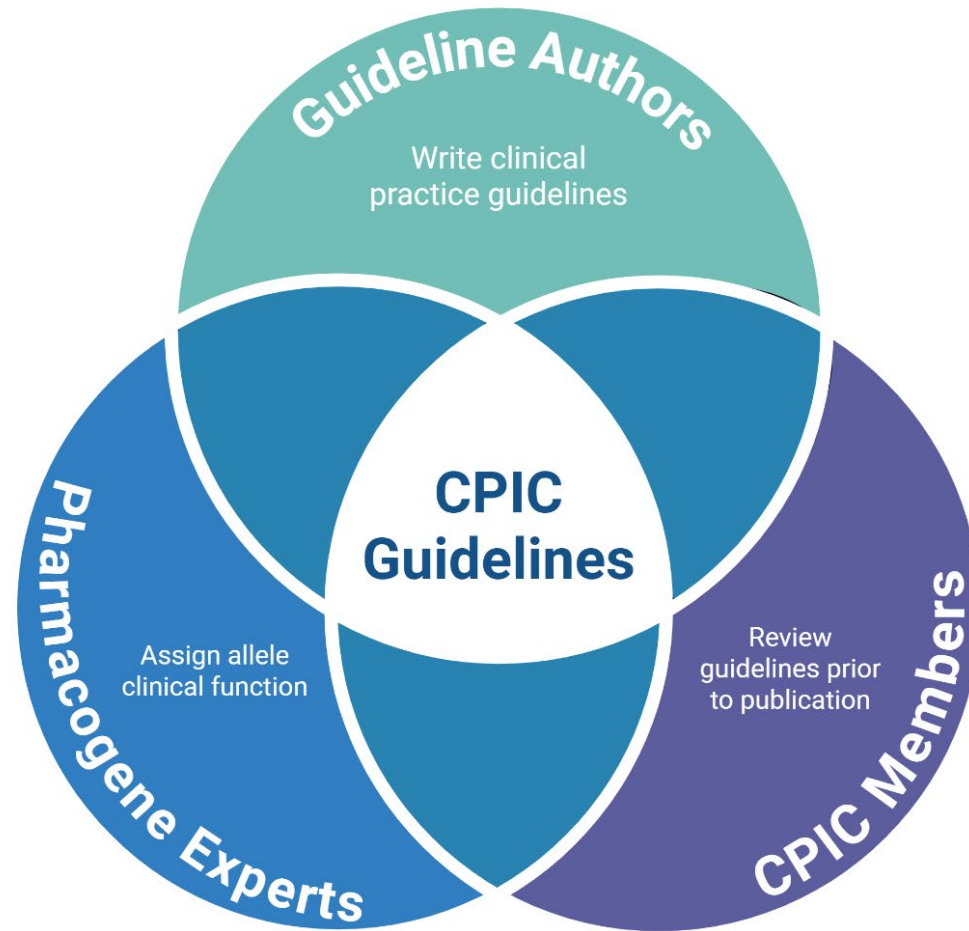 Guideline Authors
Write clinical
practice guidelines
CPIC
Guidelines
Pharmacogene Experts
Assign allele
clinical function
CPIC Members
Review
guidelines prior
to publication